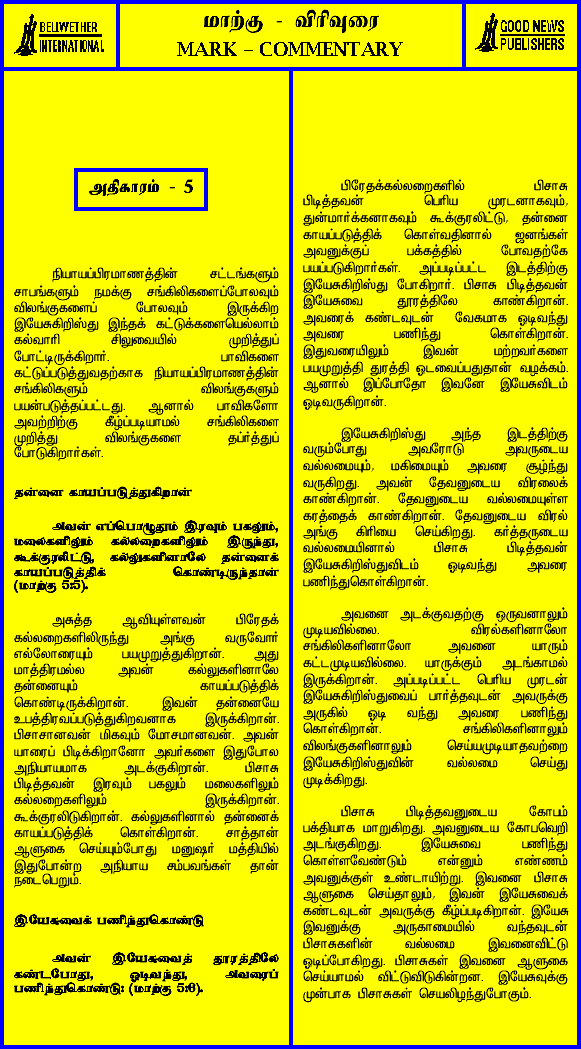 BELLWETHER
INTERNATIONAL
மாற்கு - விரிவுரை
MARK – COMMENTARY
GOOD NEWS
PUBLISHERS
அதிகாரம் - 5
நியாயப்பிரமாணத்தின் சட்டங்களும்
சாபங்களும் நமக்கு சங்கிலிகளைப்போலவும்
விலங்குகளைப் போலவும் இருக்கிற
இயேசுகிறிஸ்து இந்தக் கட்டுக்களையெல்லாம்
கல்வாரி சிலுவையில் முறித்துப்
போட்டிருக்கிறார். பாவிகளை
கட்டுப்படுத்துவதற்காக நியாயப்பிரமாணத்தின்
சங்கிலிகளும் விலங்குகளும்
பயன்படுத்தப்பட்டது. ஆனால் பாவிகளோ
அவற்றிற்கு கீழ்ப்படியாமல் சங்கிலிகளை
முறித்து விலங்குகளை தகர்த்துப்
போடுகிறார்கள்.
தன்னை காயப்படுத்துகிறான்
அவன் எப்பொழுதும் இரவும் பகலும்,
மலைகளிலும் கல்லறைகளிலும் இருந்து,
கூக்குரலிட்டு, கல்லுகளினாலே தன்னைக்
காயப்படுத்திக் கொண்டிருந்தான்
(மாற்கு 5:5).
அசுத்த ஆவியுள்ளவன் பிரேதக்
கல்லறைகளிலிருந்து அங்கு வருவோர்
எல்லோரையும் பயமுறுத்துகிறான். அது
மாத்திரமல்ல அவன் கல்லுகளினாலே
தன்னையும் காயப்படுத்திக்
கொண்டிருக்கிறான். இவன் தன்னையே
உபத்திரவப்படுத்துகிறவனாக இருக்கிறான்.
பிசாசானவன் மிகவும் மோசமானவன். அவன்
யாரைப் பிடிக்கிறானோ அவர்களை இதுபோல
அநியாயமாக அடக்குகிறான். பிசாசு
பிடித்தவன் இரவும் பகலும் மலைகளிலும்
கல்லறைகளிலும் இருக்கிறான்.
கூக்குரலிடுகிறான். கல்லுகளினால் தன்னைக்
காயப்படுத்திக் கொள்கிறான். சாத்தான்
ஆளுகை செய்யும்போது மனுஷர் மத்தியில்
இதுபோன்ற அநியாய சம்பவங்கள் தான்
நடைபெறும்.
இயேசுவைக் பணிந்துகொண்டு
அவன் இயேசுவைத் தூரத்திலே
கண்டபோது, ஓடிவந்து, அவரைப்
பணிந்துகொண்டு: (மாற்கு 5:6).
பிரேதக்கல்லறைகளில் பிசாசு
பிடித்தவன் பெரிய முரடனாகவும்,
துன்மார்க்கனாகவும் கூக்குரலிட்டு, தன்னை
காயப்படுத்திக் கொள்வதினால் ஜனங்கள்
அவனுக்குப் பக்கத்தில் போவதற்கே
பயப்படுகிறார்கள். அப்படிப்பட்ட இடத்திற்கு
இயேசுகிறிஸ்து போகிறார். பிசாசு பிடித்தவன்
இயேசுவை தூரத்திலே காண்கிறான்.
அவரைக் கண்டவுடன் வேகமாக ஓடிவந்து
அவரை பணிந்து கொள்கிறான்.
இதுவரையிலும் இவன் மற்றவர்களை
பயமுறுத்தி துரத்தி ஓடவைப்பதுதான் வழக்கம்.
ஆனால் இப்போதோ இவனே இயேசுவிடம்
ஓடிவருகிறான்.
இயேசுகிறிஸ்து அந்த இடத்திற்கு
வரும்போது அவரோடு அவருடைய
வல்லமையும், மகிமையும் அவரை சூழ்ந்து
வருகிறது. அவன் தேவனுடைய விரலைக்
காண்கிறான். தேவனுடைய வல்லமையுள்ள
கரத்தைக் காண்கிறான். தேவனுடைய விரல்
அங்கு கிரியை செய்கிறது. கர்த்தருடைய
வல்லமையினால் பிசாசு பிடித்தவன்
இயேசுகிறிஸ்துவிடம் ஓடிவந்து அவரை
பணிந்துகொள்கிறான்.
அவனை அடக்குவதற்கு ஒருவனாலும்
முடியவில்லை. விரல்களினாலோ
சங்கிலிகளினாலோ அவனை யாரும்
கட்டமுடியவில்லை. யாருக்கும் அடங்காமல்
இருக்கிறான். அப்படிப்பட்ட பெரிய முரடன்
இயேசுகிறிஸ்துவைப் பார்த்தவுடன் அவருக்கு
அருகில் ஓடி வந்து அவரை பணிந்து
கொள்கிறான். சங்கிலிகளினாலும்
விலங்குகளினாலும் செய்யமுடியாதவற்றை
இயேசுகிறிஸ்துவின் வல்லமை செய்து
முடிக்கிறது.
பிசாசு பிடித்தவனுடைய கோபம்
பக்தியாக மாறுகிறது. அவனுடைய கோபவெறி
அடங்குகிறது. இயேசுவை பணிந்து
கொள்ளவேண்டும் என்னும் எண்ணம்
அவனுக்குள் உண்டாயிற்று. இவனை பிசாசு
ஆளுகை செய்தாலும், இவன் இயேசுவைக்
கண்டவுடன் அவருக்கு கீழ்ப்படிகிறான். இயேசு
இவனுக்கு அருகாமையில் வந்தவுடன்
பிசாசுகளின் வல்லமை இவனைவிட்டு
ஓடிப்போகிறது. பிசாசுகள் இவனை ஆளுகை
செய்யாமல் விட்டுவிடுகின்றன. இயேசுவுக்கு
முன்பாக பிசாசுகள் செயலிழந்துபோகும்.